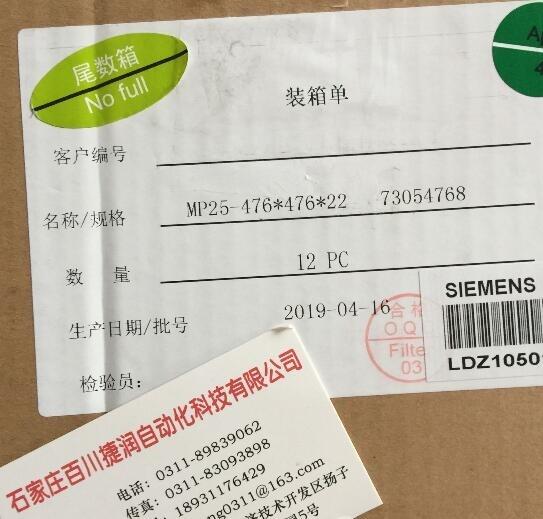 尾数箱
No full
装箱单
客户编号
名称/规格 MP25-476*476*22 73054768
数 量 12 PC
生产日期/批号 2019-04-16
检验员:
合格
OQ
Filte
03
SIEMENS
LDZ1050
石家庄百川捷润自动化科技有限公司
电话: 0311-89839062
传真: 0311-83093898
18931176429
ng0311@163.com
济技术开发区扬子
5号